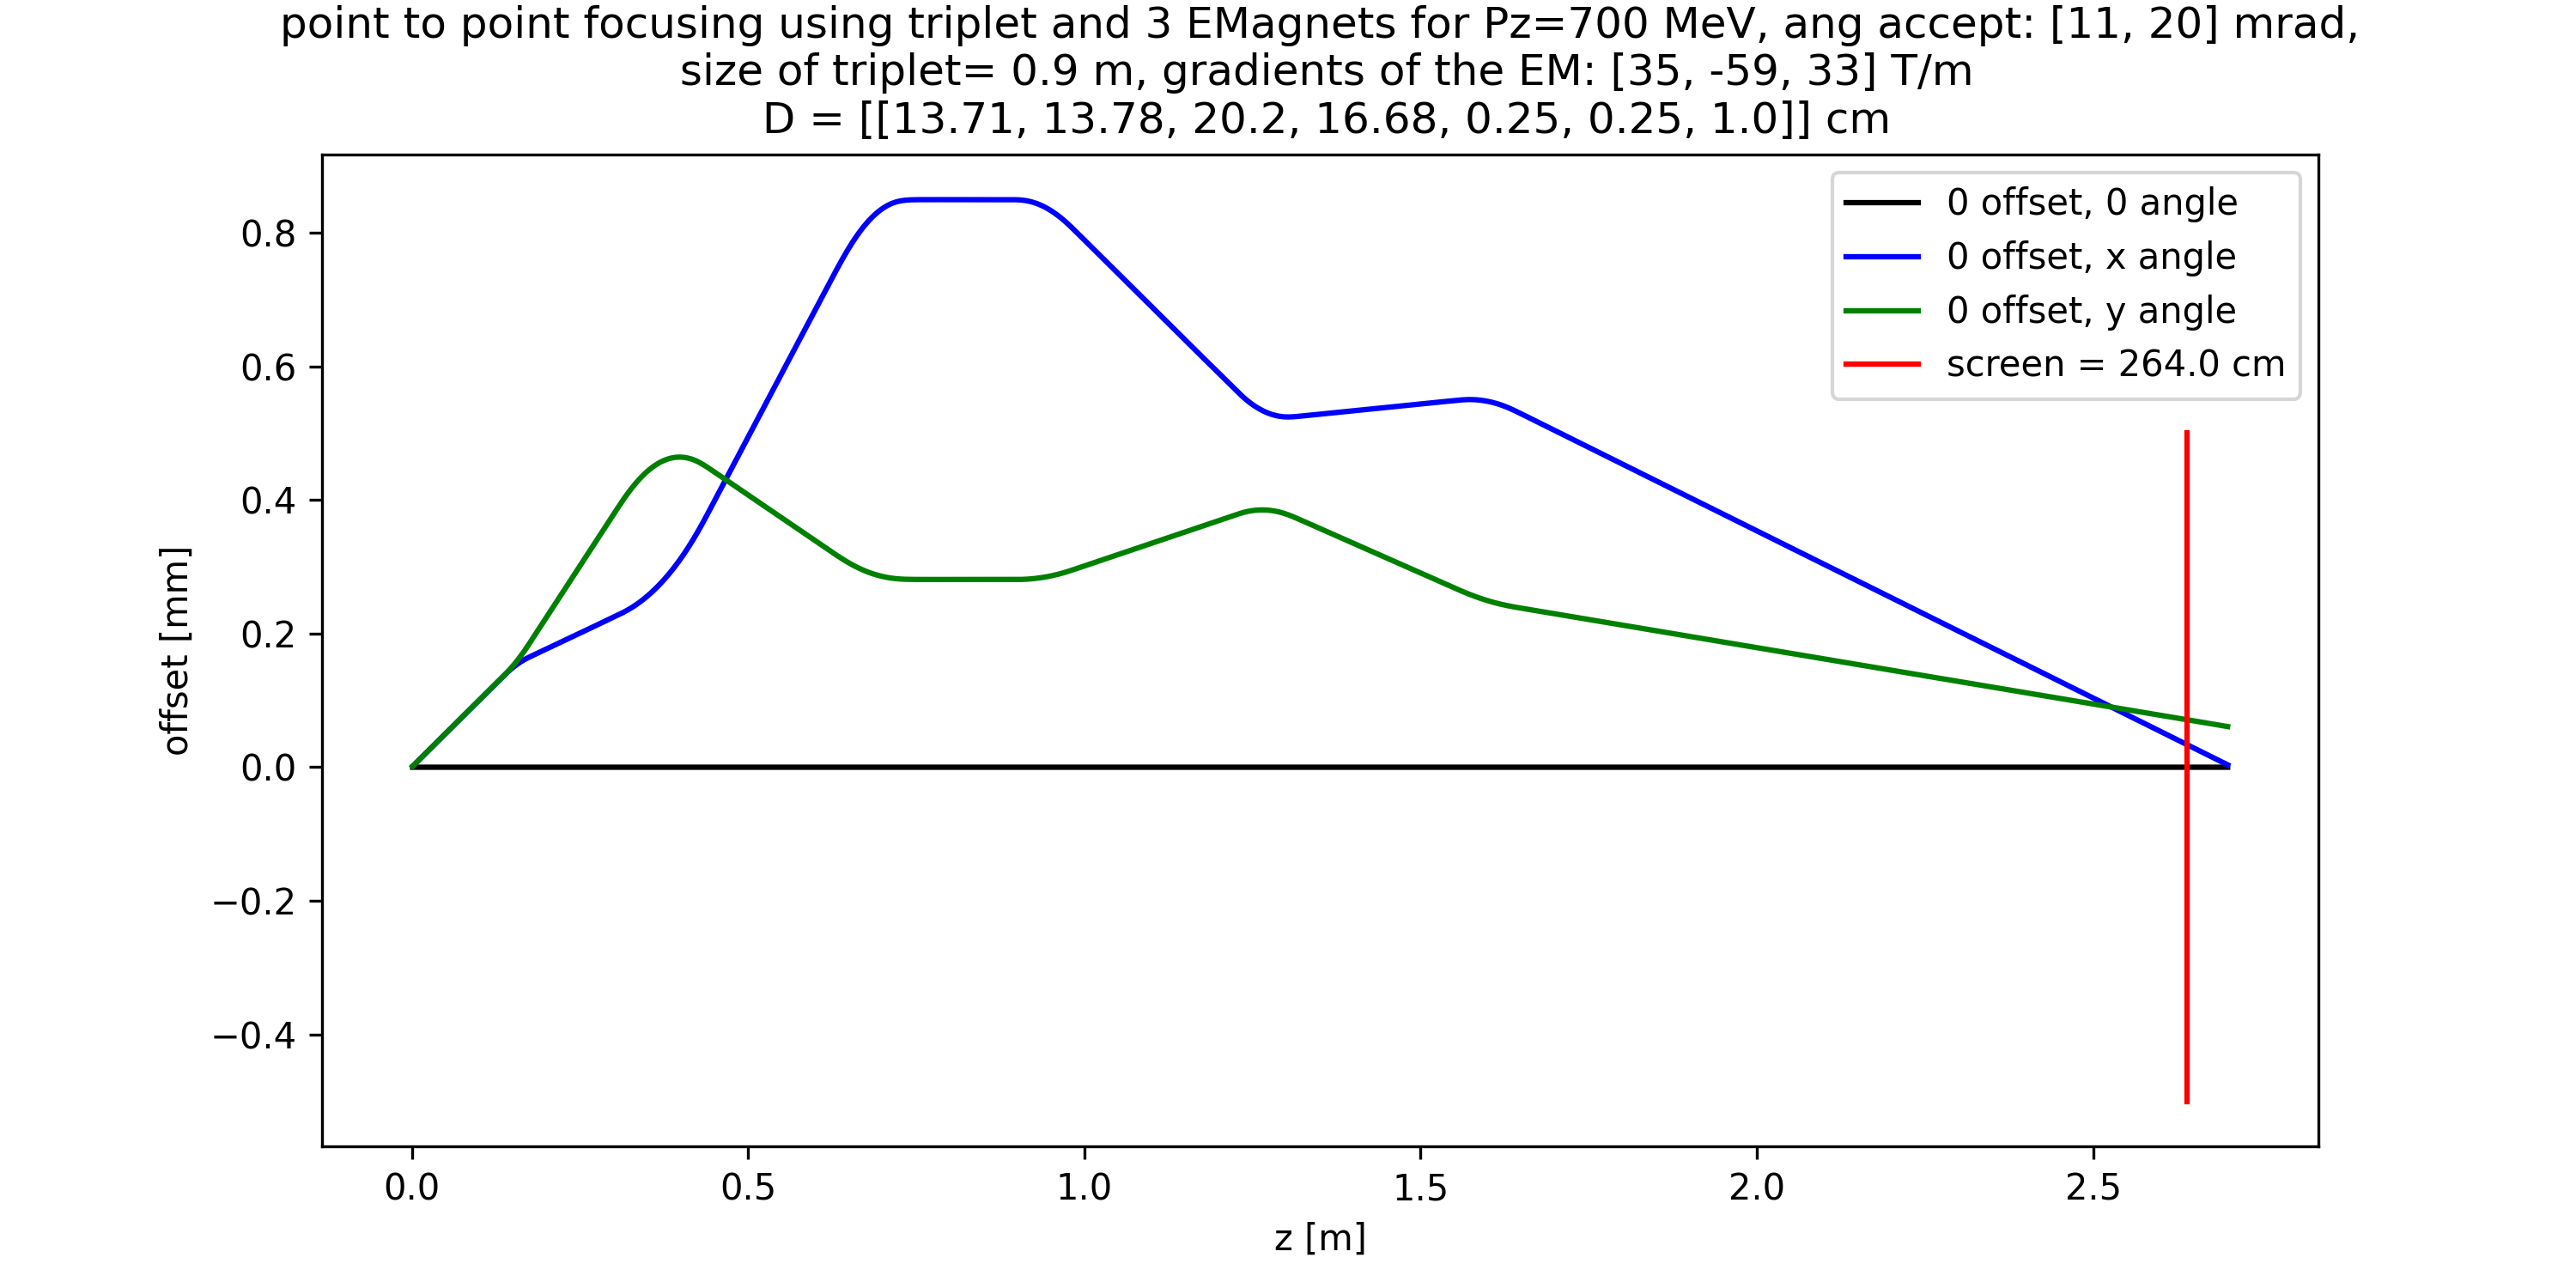 point to point focusing using triplet and 3 EMagnets for Pz=700 MeV, ang accept: [11, 20] mrad,
size of triplet= 0.9 m, gradients of the EM: [35, -59, 33] T/m
D = [[13.71, 13.78, 20.2, 16.68, 0.25, 0.25, 1.0]] cm
0 offset, 0 angle
0 offset, x angle
0 offset, y angle
screen = 264.0 cm
offset [mm]
0.8
0.6
0.4
0.2
0.0
−0.2
−0.4
0.0 0.5 1.0 1.5 2.0 2.5
z [m]